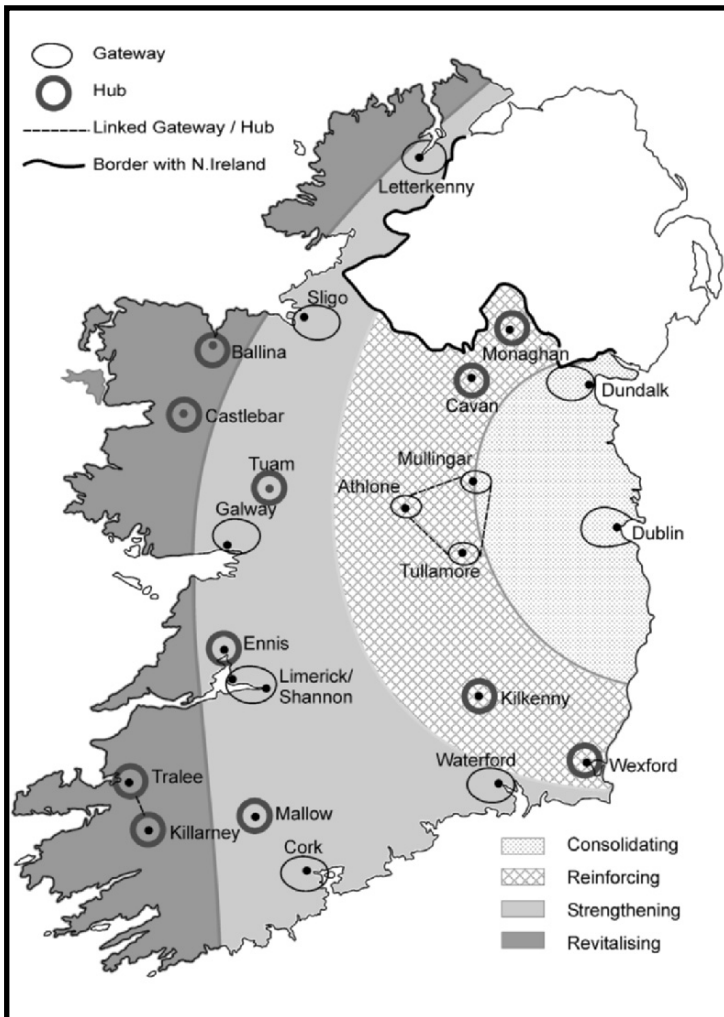 Gateway
Hub
Linked Gateway / Hub
Border with N.Ireland
Letterkenny
Sligo
Ballina
Monaghan
Cavan
Dundalk
Castlebar
Mullingar
Tuam
Athlone
Galway
Dublin
Tullamore
Ennis
Limerick/
Shannon
Kilkenny
Waterford
Wexford
Tralee
Mallow
Killarney
Cork
Consolidating
Reinforcing
Strengthening
Revitalising